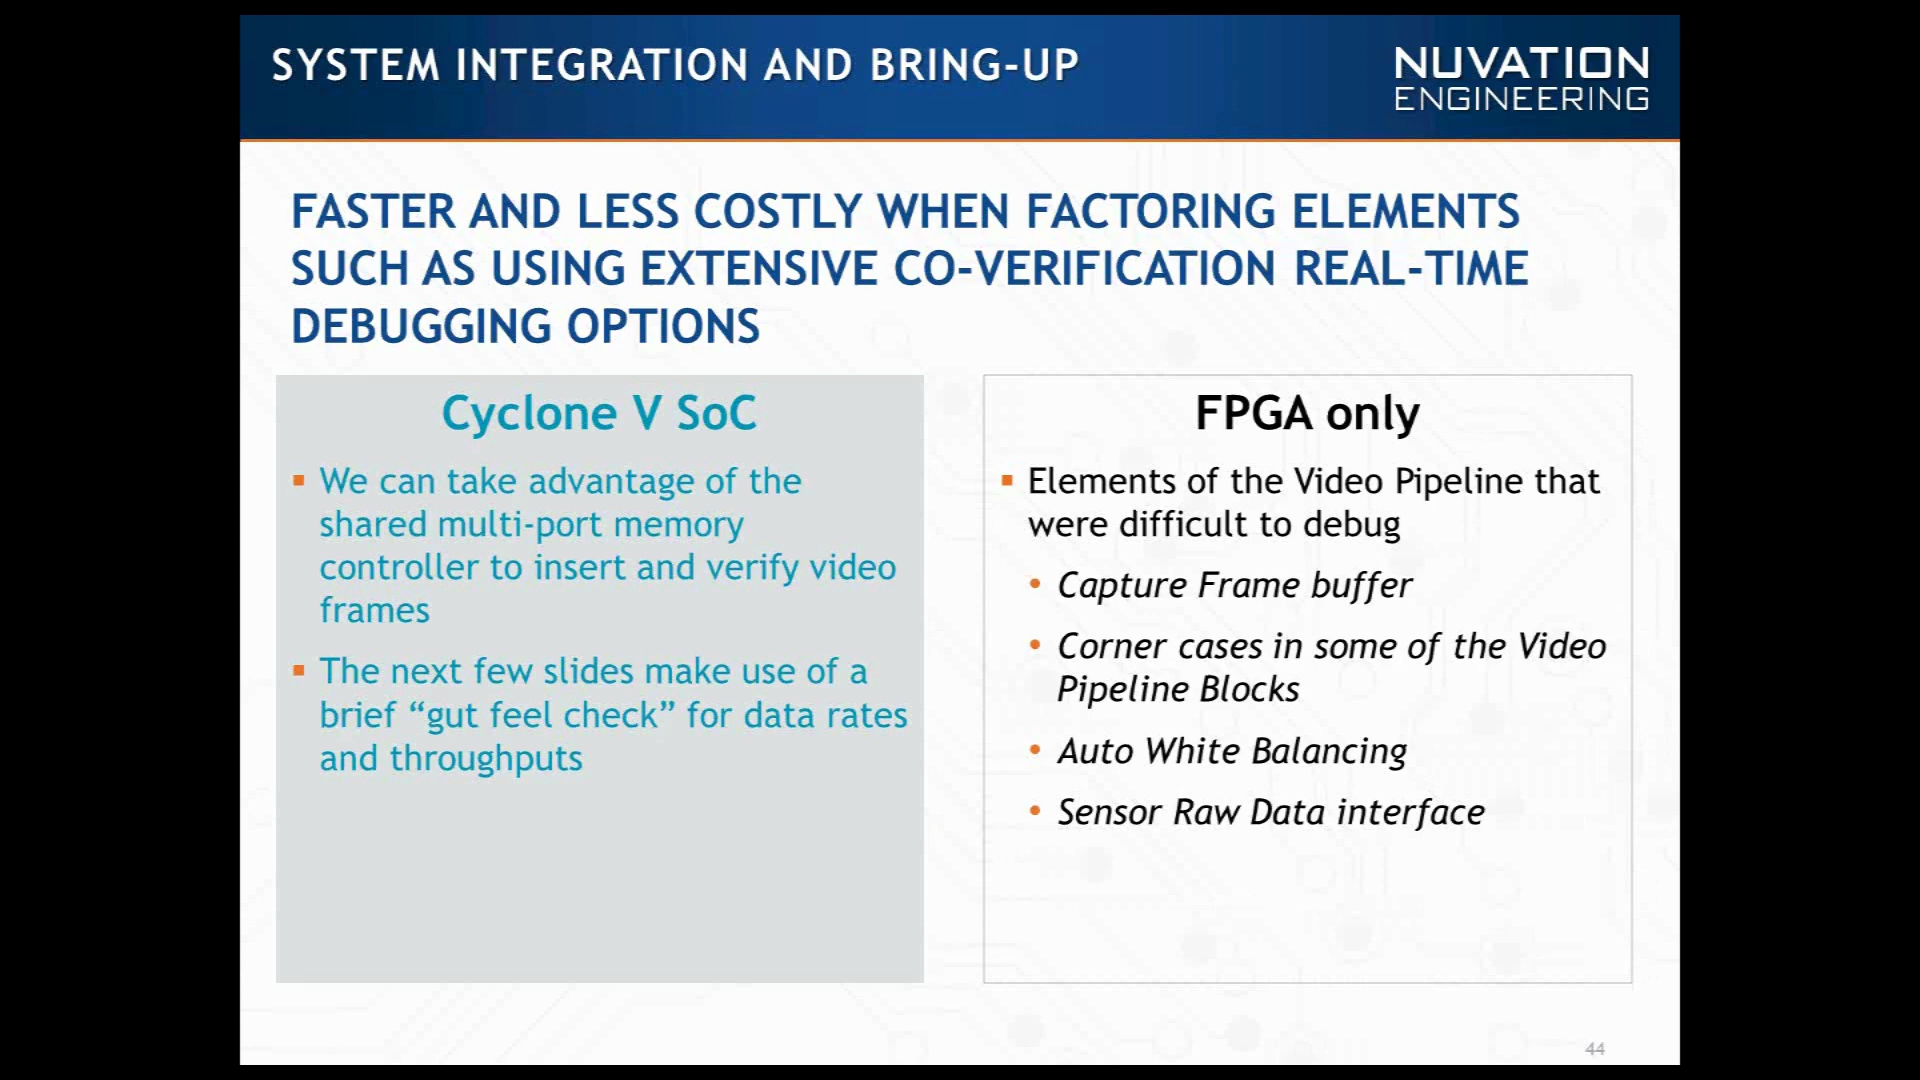 SYSTEM INTEGRATION AND BRING-UP
NUVATION
ENGINEERING
FASTER AND LESS COSTLY WHEN FACTORING ELEMENTS
SUCH AS USING EXTENSIVE CO-VERIFICATION REAL-TIME
DEBUGGING OPTIONS
Cyclone V SoC
▪ We can take advantage of the
shared multi-port memory
controller to insert and verify video
frames
▪ The next few slides make use of a
brief “gut feel check” for data rates
and throughputs
FPGA only
▪ Elements of the Video Pipeline that
were difficult to debug
• Capture Frame buffer
• Corner cases in some of the Video
Pipeline Blocks
• Auto White Balancing
• Sensor Raw Data interface
44